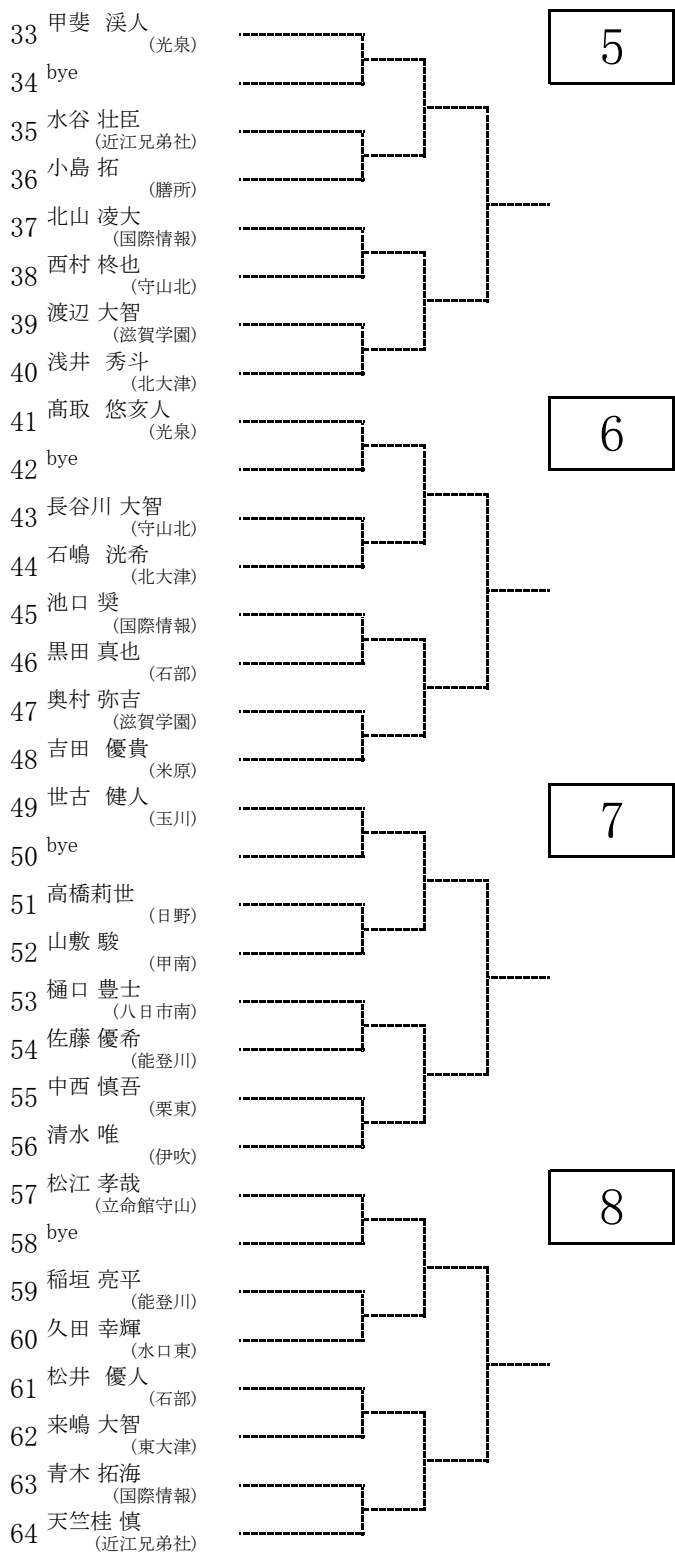 33 甲斐 渓人
(光泉)
5
34 bye
35 水谷 壮臣
(近江兄弟社)
36 小島 拓
(膳所)
37 北山 凌大
(国際情報)
38 西村 柊也
(守山北)
39 渡辺 大智
(滋賀学園)
40 浅井 秀斗
(北大津)
41 髙取 悠亥人
(光泉)
6
42 bye
43 長谷川 大智
(守山北)
44 石嶋 洸希
(北大津)
45 池口 奨
(国際情報)
46 黒田 真也
(石部)
47 奥村 弥吉
(滋賀学園)
48 吉田 優貴
(米原)
49 世古 健人
(玉川)
7
50 bye
51 高橋莉世
(日野)
52 山敷 駿
(甲南)
53 樋口 豊士
(八日市南)
54 佐藤 優希
(能登川)
55 中西 慎吾
(栗東)
56 清水 唯
(伊吹)
57 松江 孝哉
(立命館守山)
8
58 bye
59 稲垣 亮平
(能登川)
60 久田 幸輝
(水口東)
61 松井 優人
(石部)
62 来嶋 大智
(東大津)
63 青木 拓海
(国際情報)
64 天竺桂 慎
(近江兄弟社)